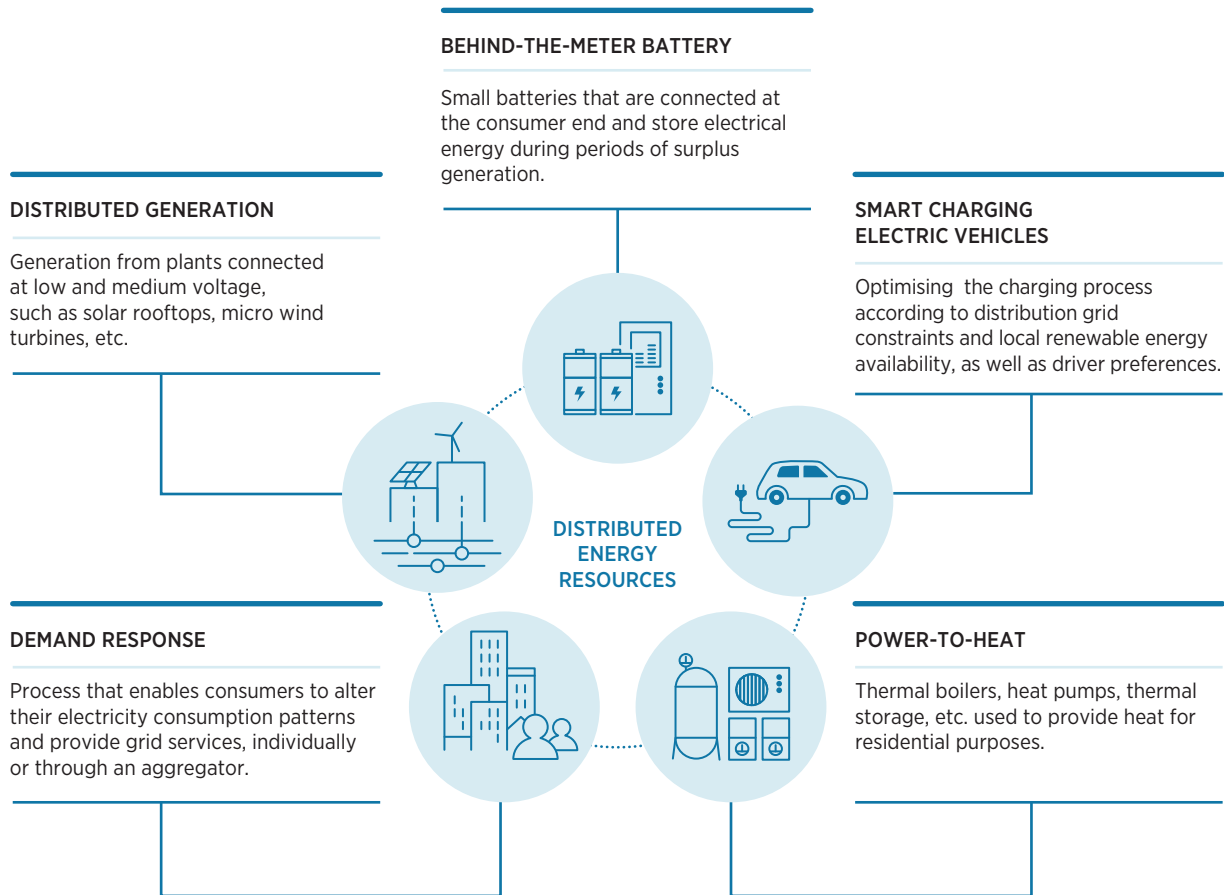 BEHIND-THE-METER BATTERY
Small batteries that are connected at
the consumer end and store electrical
energy during periods of surplus
generation.
DISTRIBUTED GENERATION
Generation from plants connected
at low and medium voltage,
such as solar rooftops, micro wind
turbines, etc.
SMART CHARGING
ELECTRIC VEHICLES
Optimising the charging process
according to distribution grid
constraints and local renewable energy
availability, as well as driver preferences.
DISTRIBUTED
ENERGY
RESOURCES
DEMAND RESPONSE
Process that enables consumers to alter
their electricity consumption patterns
and provide grid services, individually
or through an aggregator.
POWER-TO-HEAT
Thermal boilers, heat pumps, thermal
storage, etc. used to provide heat for
residential purposes.